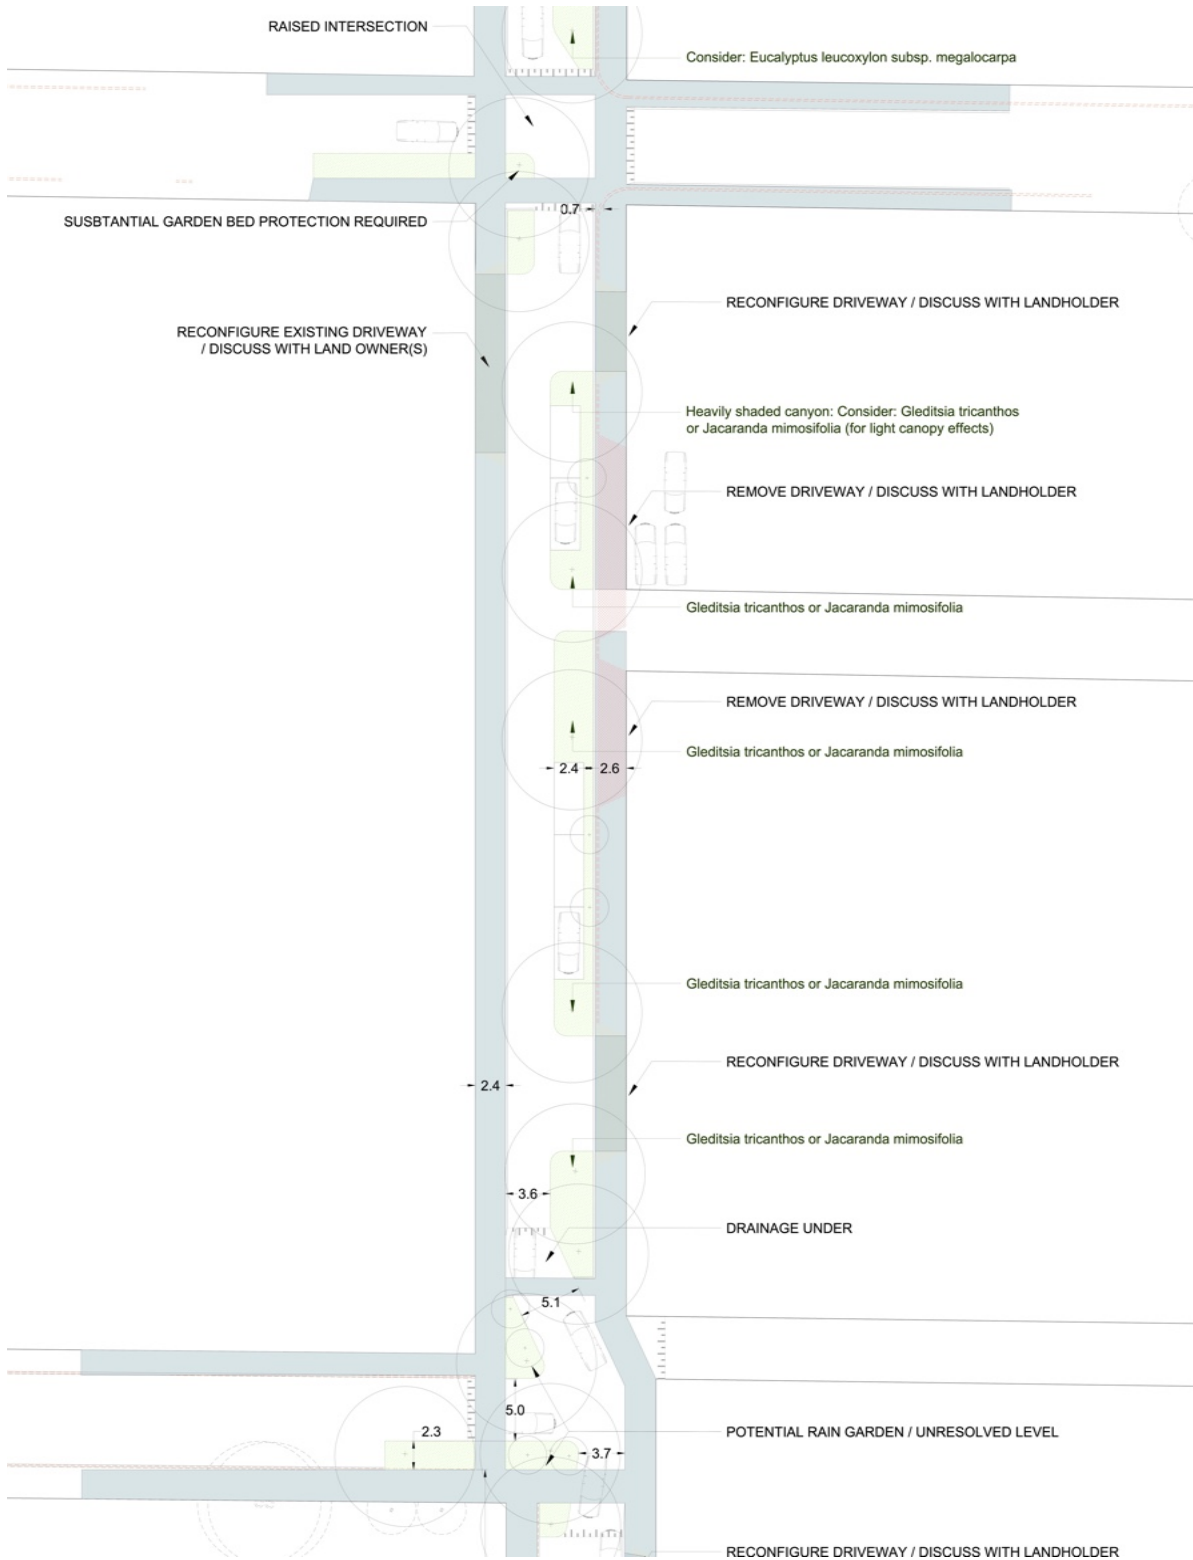 RAISED INTERSECTION
Consider: Eucalyptus leucoxylon subsp. megalocarpa
SUSBTANTIAL GARDEN BED PROTECTION REQUIRED
0.7
RECONFIGURE DRIVEWAY / DISCUSS WITH LANDHOLDER
RECONFIGURE EXISTING DRIVEWAY
/ DISCUSS WITH LAND OWNER(S)
Heavily shaded canyon: Consider: Gleditsia tricanthos
or Jacaranda mimosifolia (for light canopy effects)
REMOVE DRIVEWAY / DISCUSS WITH LANDHOLDER
Gleditsia tricanthos or Jacaranda mimosifolia
REMOVE DRIVEWAY / DISCUSS WITH LANDHOLDER
Gleditsia tricanthos or Jacaranda mimosifolia
2.4 2.6
Gleditsia tricanthos or Jacaranda mimosifolia
RECONFIGURE DRIVEWAY / DISCUSS WITH LANDHOLDER
2.4
Gleditsia tricanthos or Jacaranda mimosifolia
3.6
DRAINAGE UNDER
5.1
5.0
2.3
POTENTIAL RAIN GARDEN / UNRESOLVED LEVEL
3.7
RECONFIGURE DRIVEWAY / DISCUSS WITH LANDHOLDER